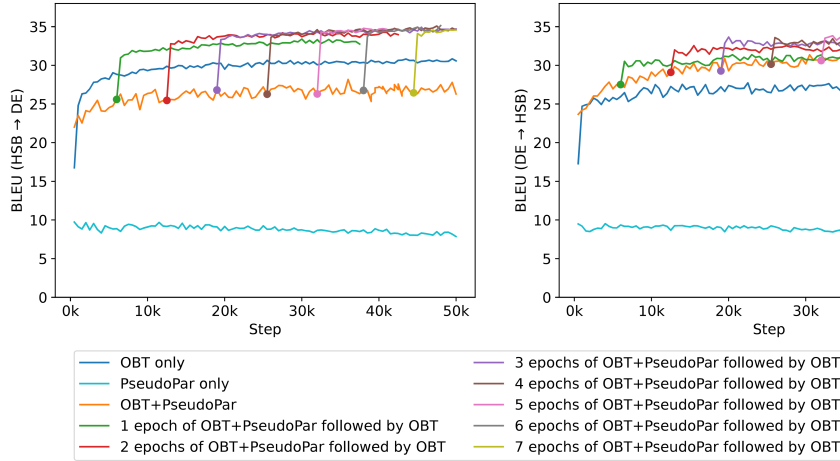 35
30
25
20
15
10
5
0
BLEU (HSB → DE)
0k
10k
20k
30k
40k
50k
Step
35
30
25
20
15
10
5
0
BLEU (DE → HSB)
0k
10k
20k
30k
Step
OBT only
PseudoPar only
OBT+PseudoPar
1 epoch of OBT+PseudoPar followed by OBT
2 epochs of OBT+PseudoPar followed by OBT
3 epochs of OBT+PseudoPar followed by OBT
4 epochs of OBT+PseudoPar followed by OBT
5 epochs of OBT+PseudoPar followed by OBT
6 epochs of OBT+PseudoPar followed by OBT
7 epochs of OBT+PseudoPar followed by OBT